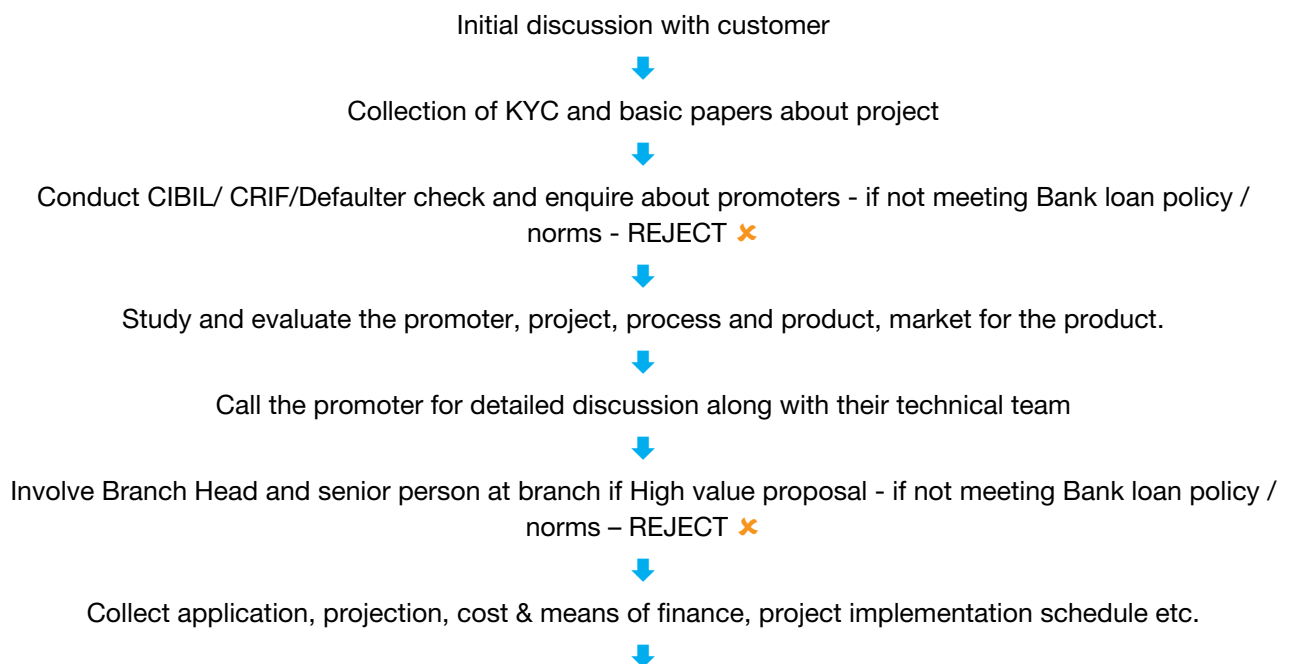 Initial discussion with customer
Collection of KYC and basic papers about project
Conduct CIBIL/ CRIF/Defaulter check and enquire about promoters - if not meeting Bank loan policy /
norms - REJECT ✘
Study and evaluate the promoter, project, process and product, market for the product.
Call the promoter for detailed discussion along with their technical team
Involve Branch Head and senior person at branch if High value proposal - if not meeting Bank loan policy /
norms – REJECT ✘
Collect application, projection, cost & means of finance, project implementation schedule etc.